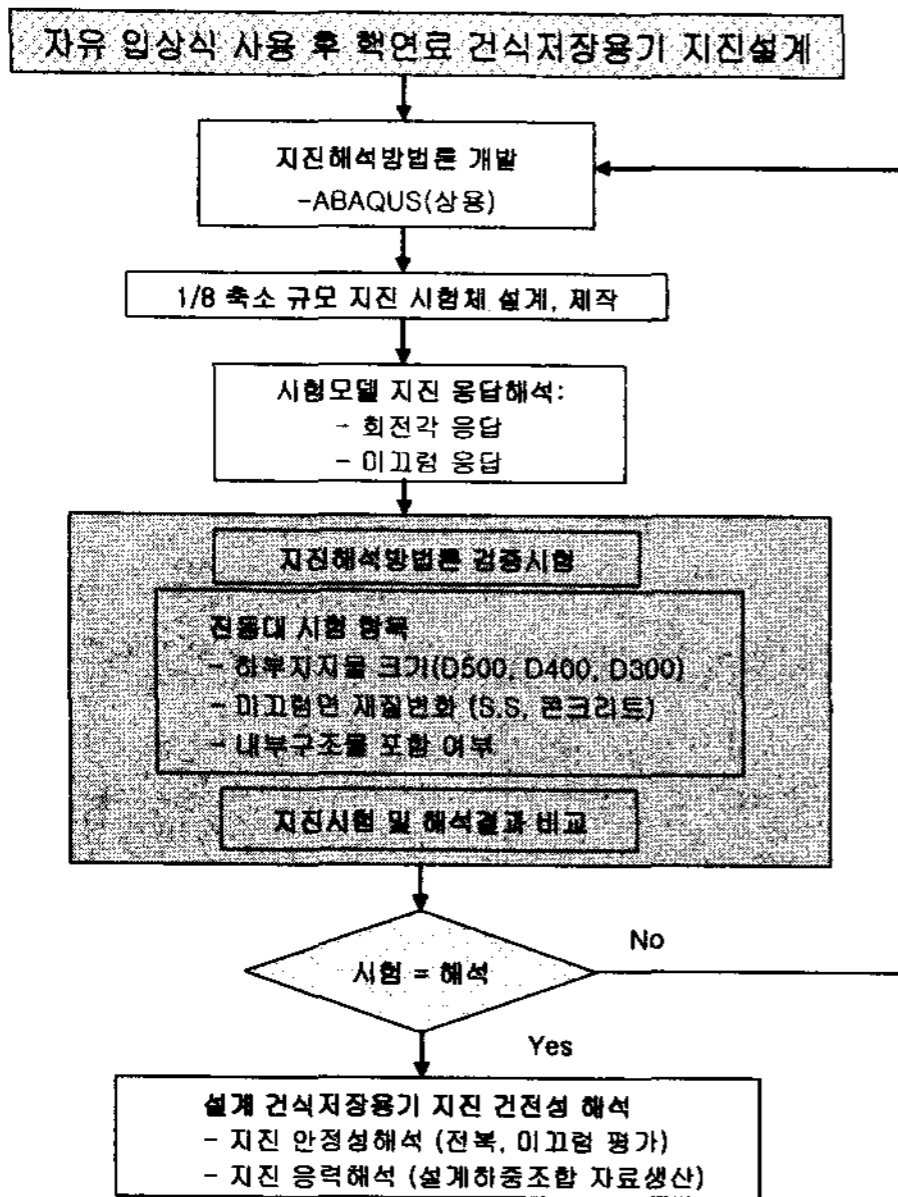 자유 입상식 사용 후 핵연료 건식저장용기 지진설계
지진해석방법론 개발
-ABAQUS(상용)
1/8 축소 규모 지진 시험체 설계, 제작
시험모델 지진 응답해석:
- 회전각 응답
- 미끄럼 응답
지진해석방법론 검증시험
진동대 시험 항목
- 하부지지물 크기(D500, D400, D300)
- 미끄럼면 재질변화 (S.S, 콘크리트)
- 내부구조물 포함 여부
지진시험 및 해석결과 비교
시험 = 해석
No
Yes
설계 건식저장용기 지진 건전성 해석
- 지진 안정성해석 (전복, 미끄럼 평가)
- 지진 응력해석 (설계하중조합 자료생산)